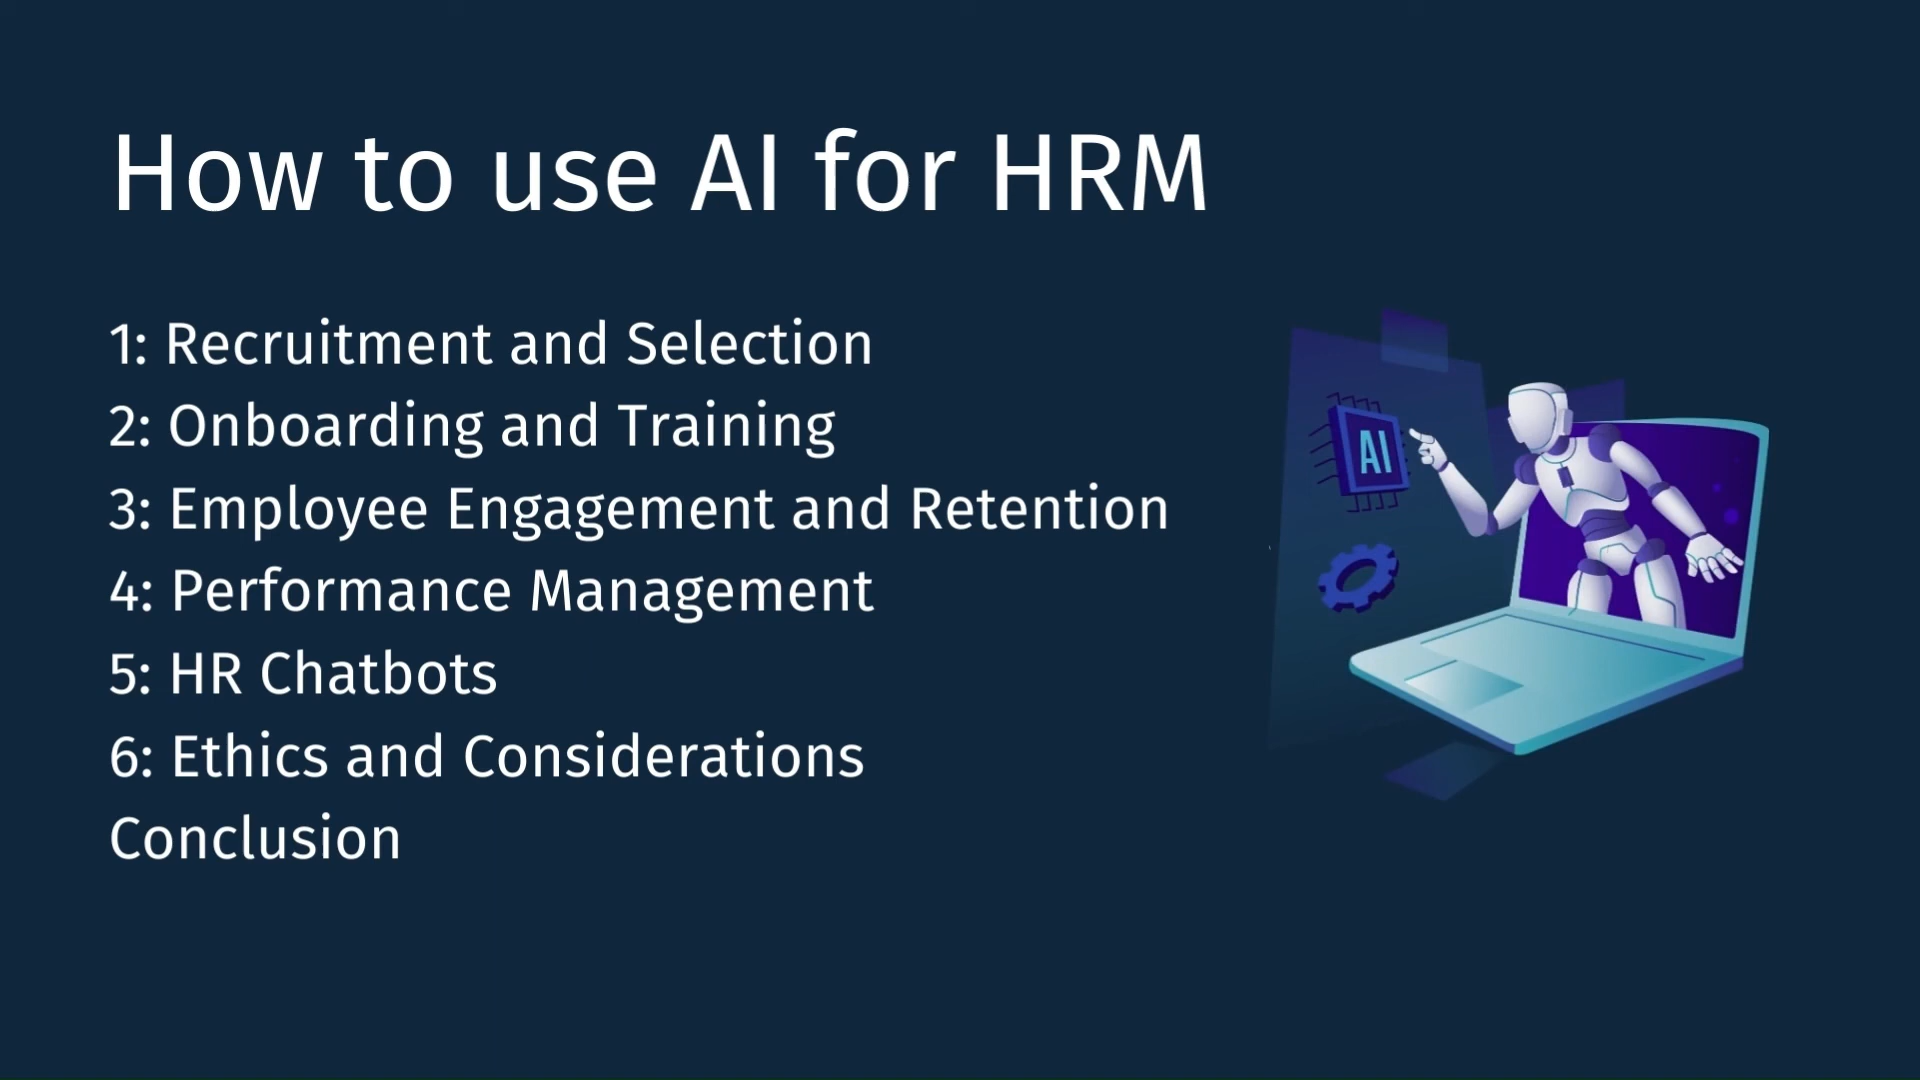 How to use AI for HRM
1: Recruitment and Selection
2: Onboarding and Training
3: Employee Engagement and Retention
4: Performance Management
5: HR Chatbots
6: Ethics and Considerations
Conclusion
AI